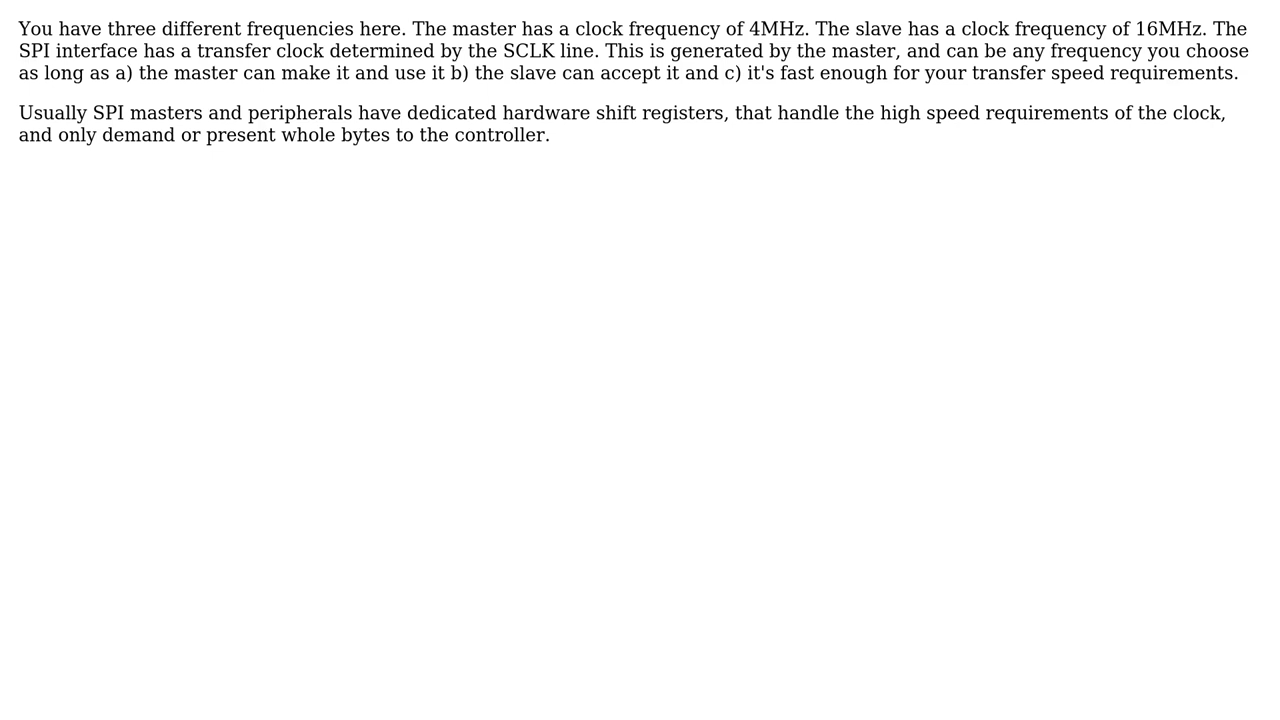 You have three different frequencies here. The master has a clock frequency of 4MHz. The slave has a clock frequency of 16MHz. The
SPI interface has a transfer clock determined by the SCLK line. This is generated by the master, and can be any frequency you choose
as long as a) the master can make it and use it b) the slave can accept it and c) it's fast enough for your transfer speed requirements.
Usually SPI masters and peripherals have dedicated hardware shift registers, that handle the high speed requirements of the clock,
and only demand or present whole bytes to the controller.